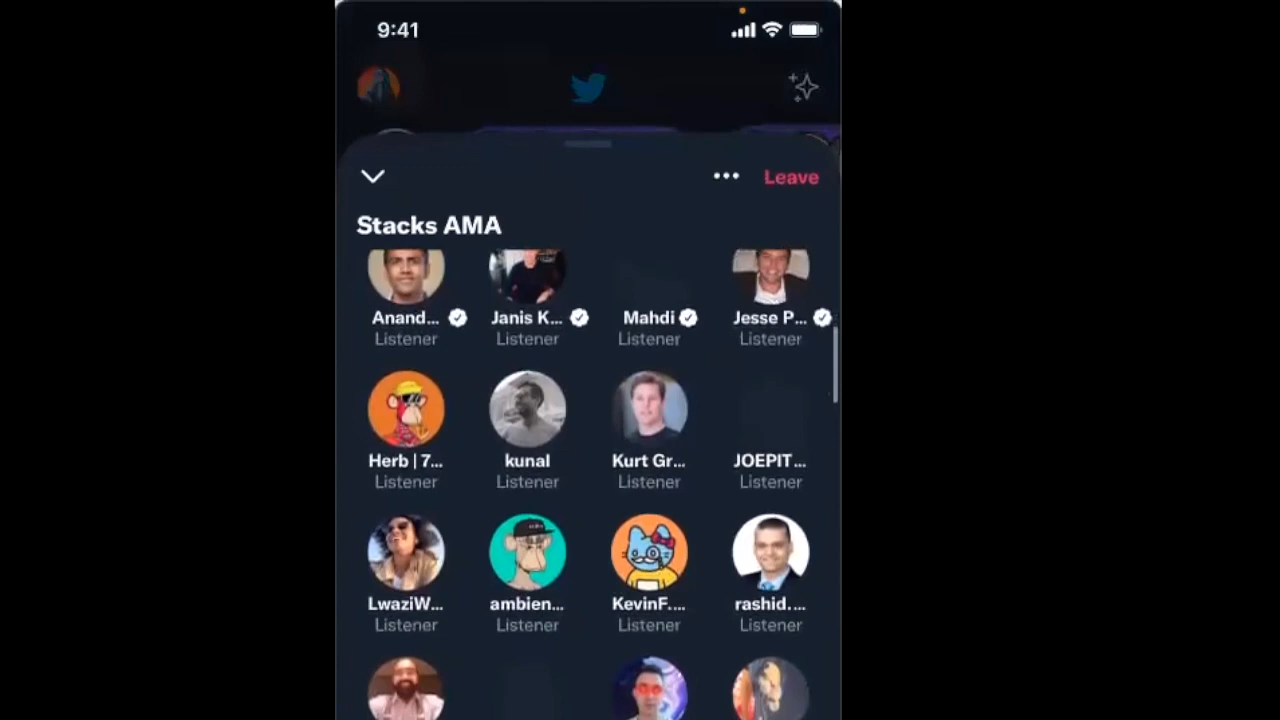 9:41
Leave
Stacks AMA
Anand... Janis K... Mahdi Jesse P...
Listener Listener Listener Listener
Herb | 7... kunal Kurt Gr... JOEPIT...
Listener Listener Listener Listener
LwaziW... ambien... KevinF.... rashid....
Listener Listener Listener Listener